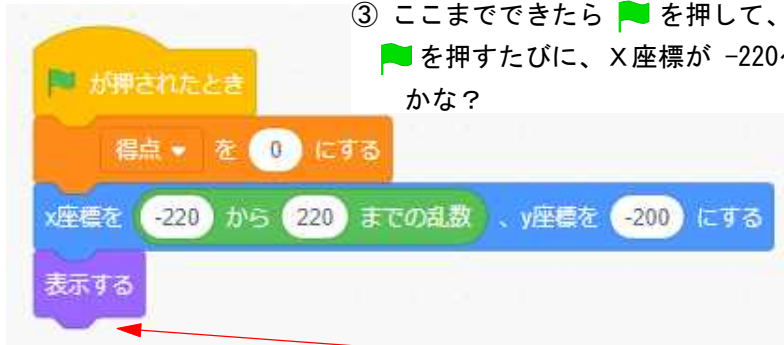 ③ ここまでできたら を押して、
を押すたびに、X座標が -220
かな？
が押されたとき
得点 を 0 にする
x座標を -220 から 220 までの乱数 、y座標を -200 にする
表示する